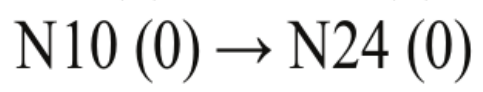 N10 (0) → N24 (0)